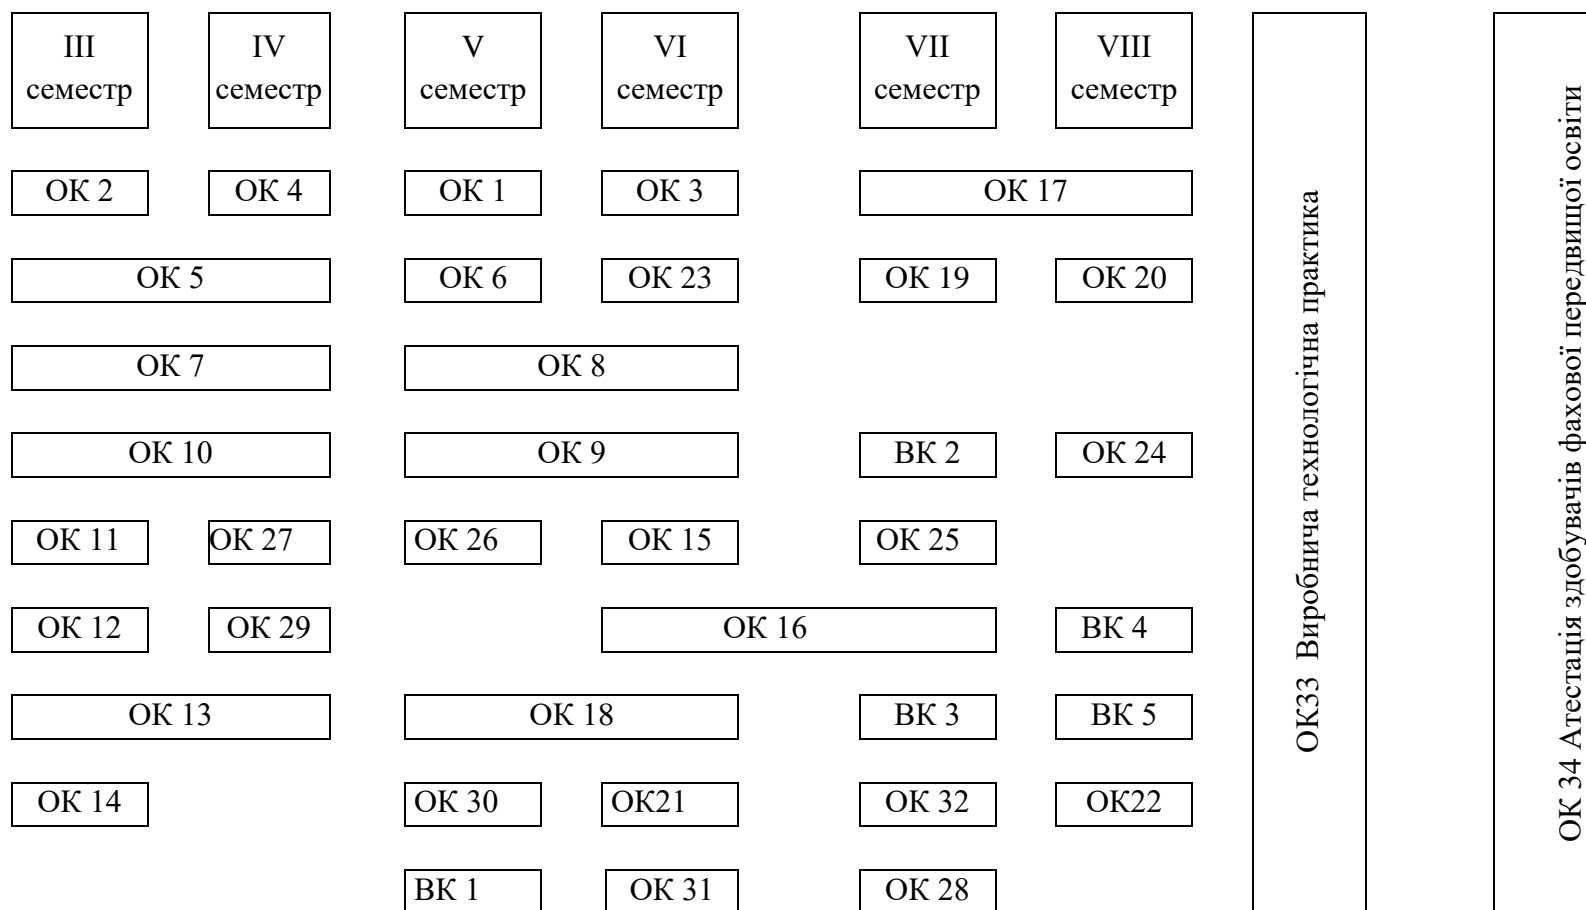 III
семестр
IV
семестр
V
семестр
VI
семестр
VII
семестр
VIII
семестр
ОК 2
ОК 4
ОК 1
ОК 3
ОК 17
ОК 5
ОК 6
ОК 23
ОК 19
ОК 20
ОК 7
ОК 8
ОК 10
ОК 9
ВК 2
ОК 24
ОК 11
ОК 27
ОК 26
ОК 15
ОК 25
ОК 12
ОК 29
ОК 16
ВК 4
ОК 13
ОК 18
ВК 3
ВК 5
ОК 14
ОК 30
ОК21
ОК 32
ОК22
ВК 1
ОК 31
ОК 28
ОК33 Виробнича технологічна практика
ОК 34 Атестація здобувачів фахової передвищої освіти